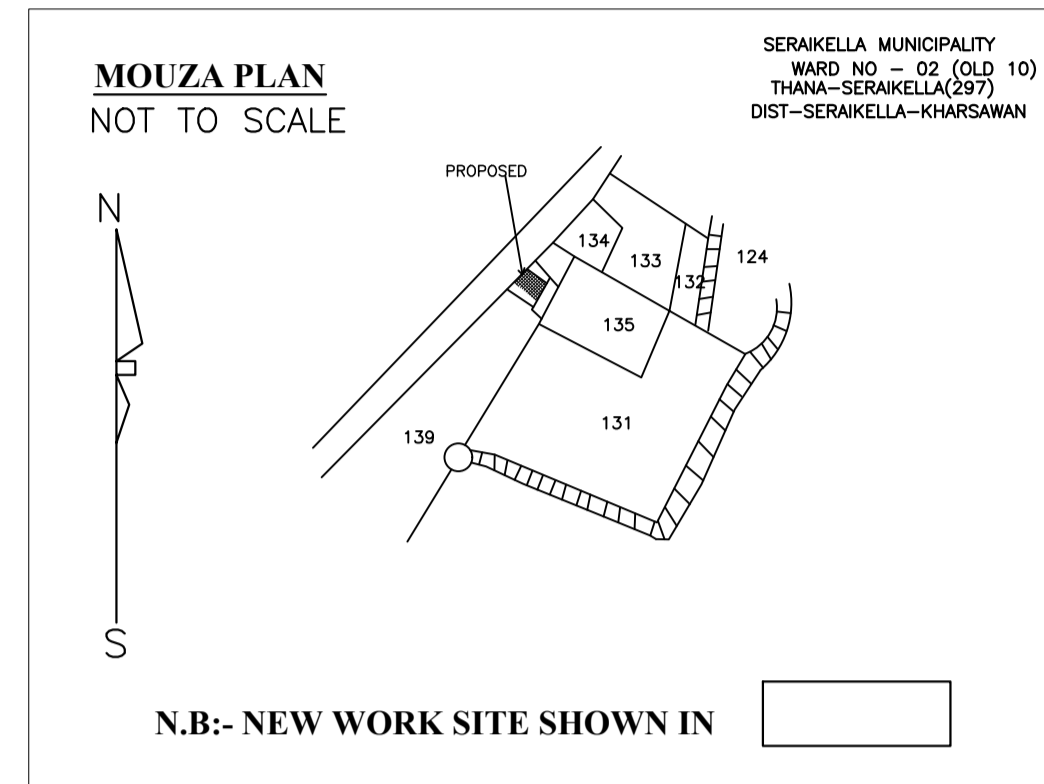 MOUZA PLAN
NOT TO SCALE
SERAIKELLA MUNICIPALITY
WARD NO – 02 (OLD 10)
THANA–SERAIKELLA(297)
DIST–SERAIKELLA–KHARSAWAN
PROPOSED
N
134
133
132
124
135
131
139
S
N.B:- NEW WORK SITE SHOWN IN